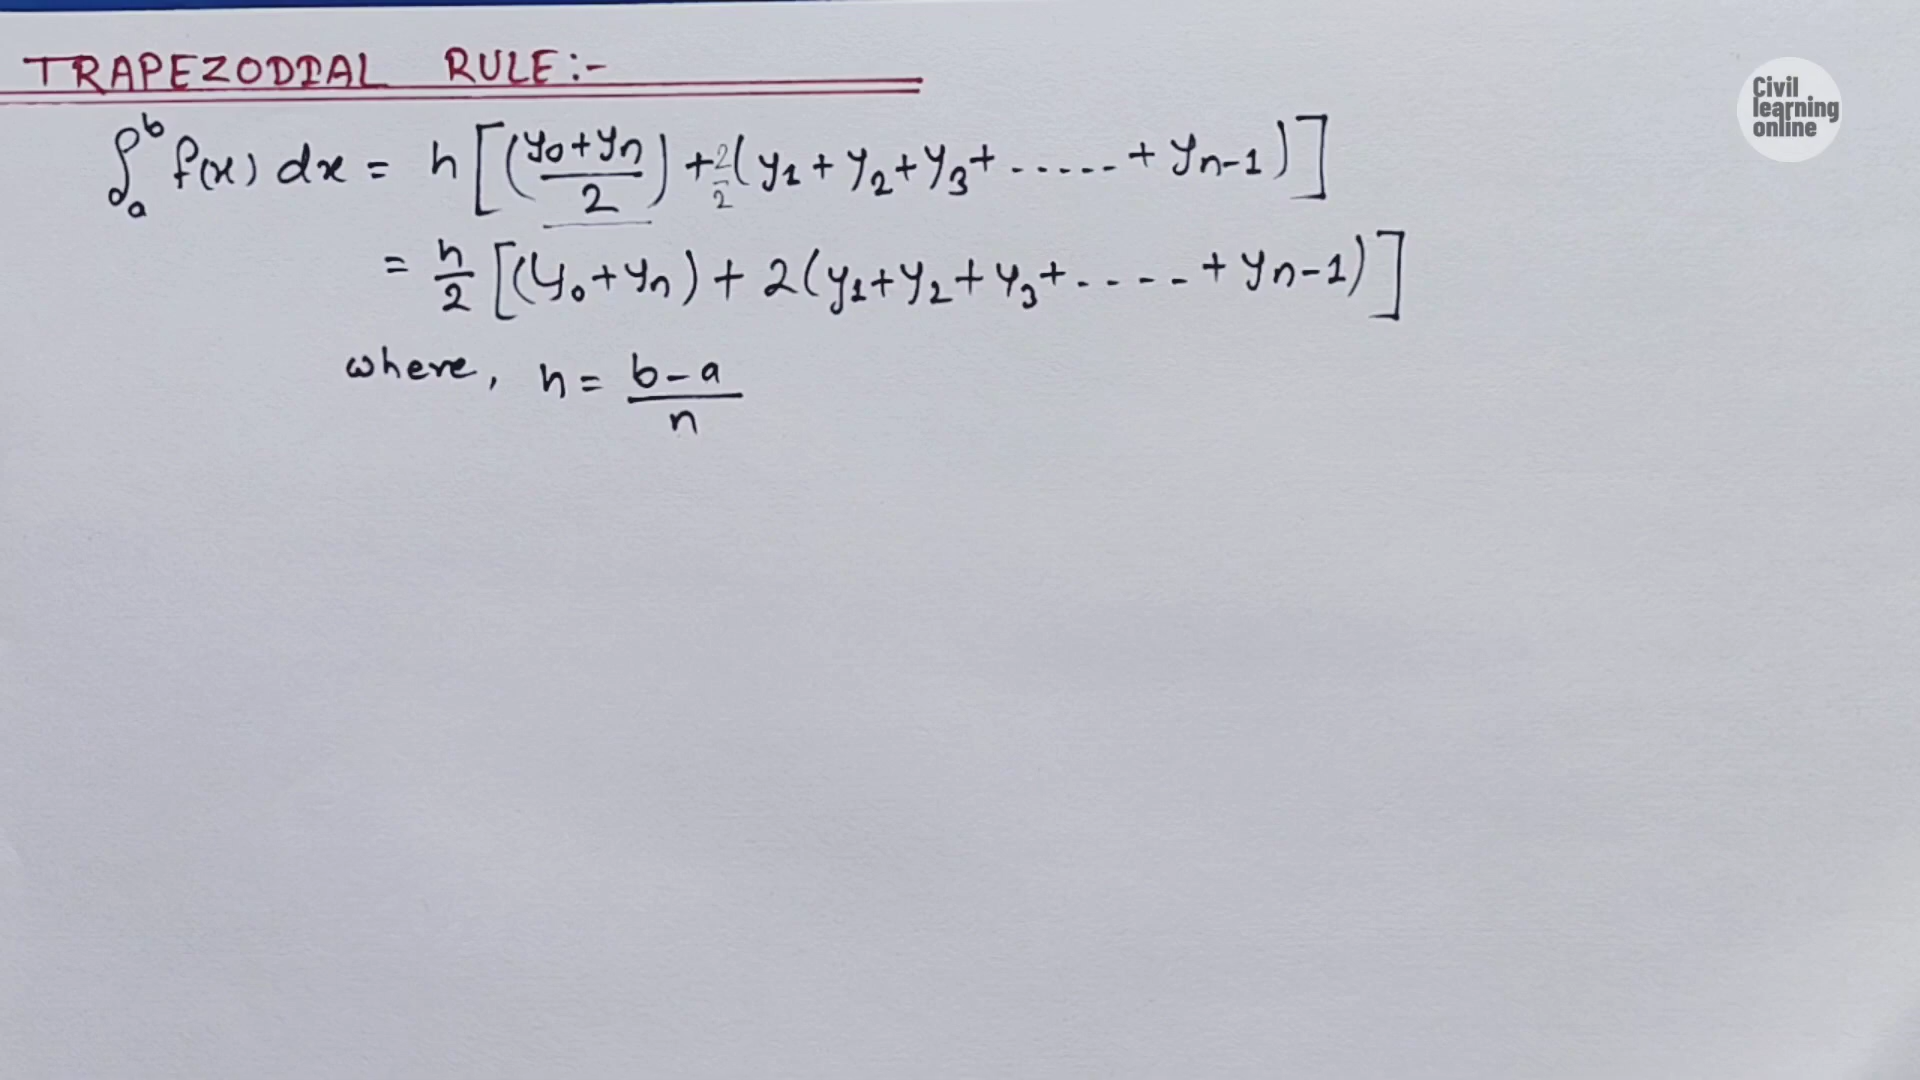 TRAPEZODIAL RULE:-
∫_a^b f(x) dx = h [ ( (y0+yn)/2 ) + 2/2 ( y1 + y2 + y3 + ...... + yn-1 ) ]
= h/2 [ (y0+yn) + 2 ( y1+y2+y3+..... + yn-1 ) ]
where, h = (b-a)/n
Civil
learning
online